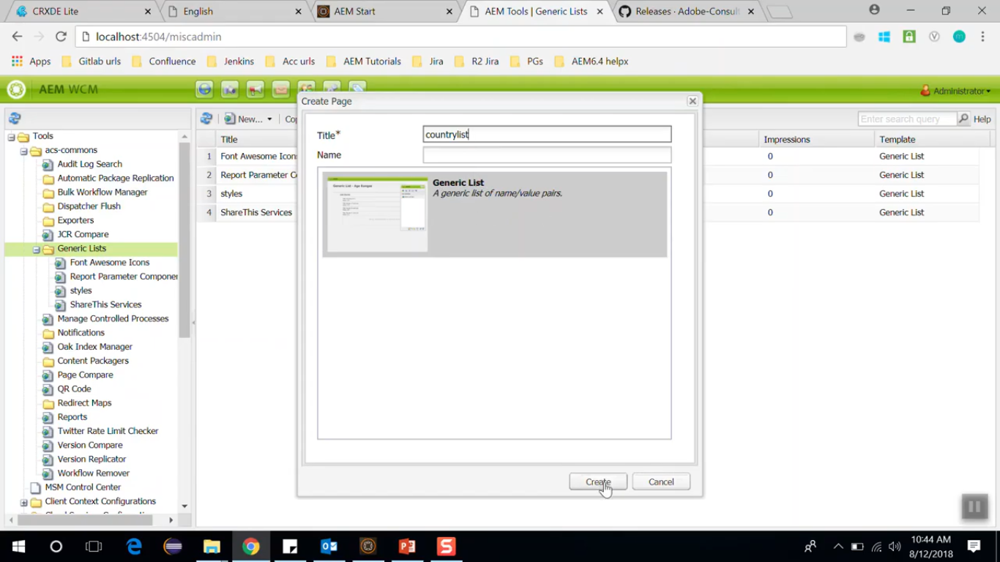 CRXDE Lite
English
AEM Start
AEM Tools | Generic Lists
Releases · Adobe-Consult
localhost:4504/miscadmin
Apps
Gitlab urls
Confluence
Jenkins
Acc urls
AEM Tutorials
Jira
R2 Jira
PGs
AEM6.4 helpx
AEM WCM
Administrator
New...
Cop
Enter search query
Help
Tools
acs-commons
Audit Log Search
Automatic Package Replication
Bulk Workflow Manager
Dispatcher Flush
Exporters
JCR Compare
Generic Lists
Font Awesome Icons
Report Parameter Componen
styles
ShareThis Services
Manage Controlled Processes
Notifications
Oak Index Manager
Content Packagers
Page Compare
QR Code
Redirect Maps
Reports
Twitter Rate Limit Checker
Version Compare
Version Replicator
Workflow Remover
MSM Control Center
Client Context Configurations
Title
Impressions
Template
1 Font Awesome Icon
0
Generic List
2 Report Parameter Co
0
Generic List
3 styles
0
Generic List
4 ShareThis Services
0
Generic List
Create Page
Title*
countrylist
Name
Generic List
A generic list of name/value pairs.
Create
Cancel
10:44 AM
8/12/2018